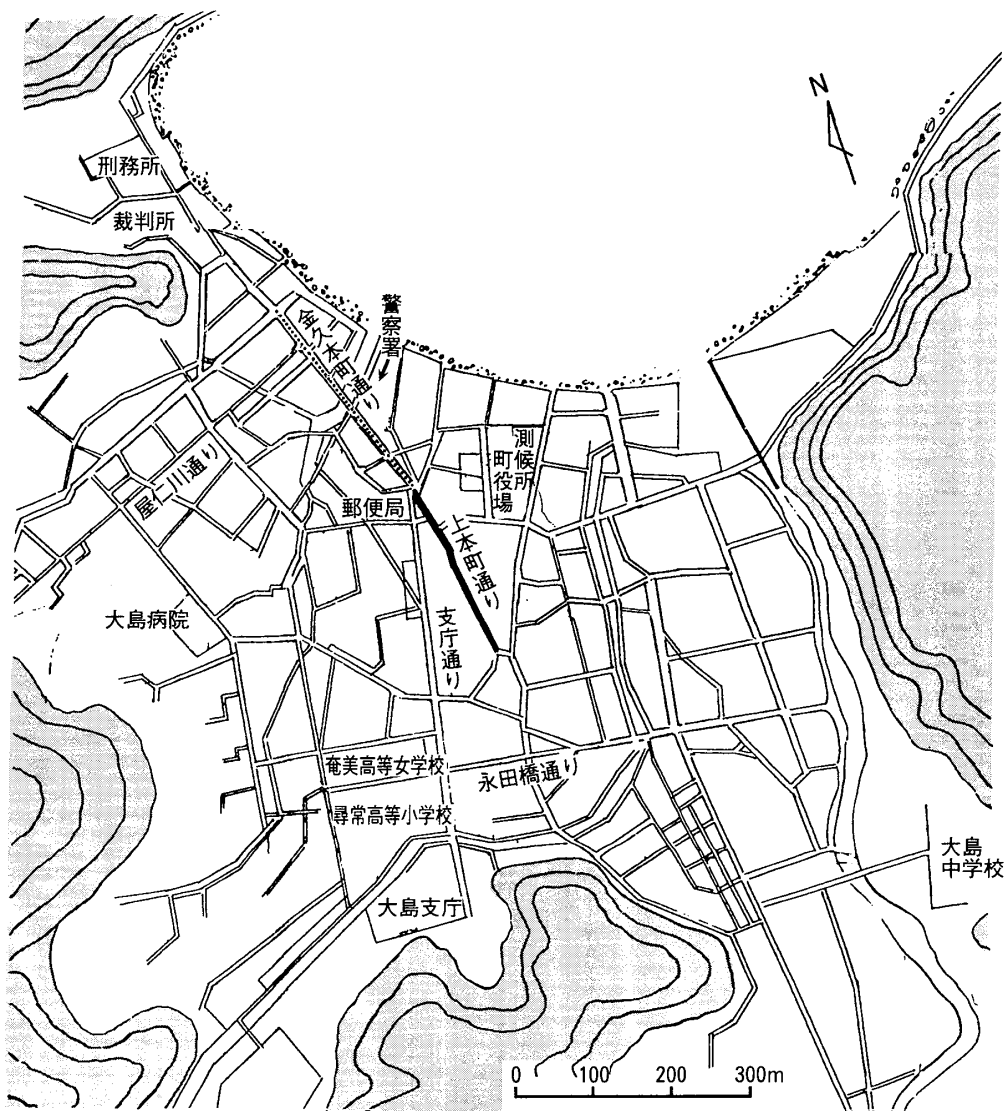 N
刑務所
裁判所
警察署
金久本町通り
測候所
町役場
屋仁川通り
郵便局
上本町通り
大島病院
支庁通り
奄美高等女学校
永田橋通り
尋常高等小学校
大島
中学校
大島支庁
0 100 200 300m